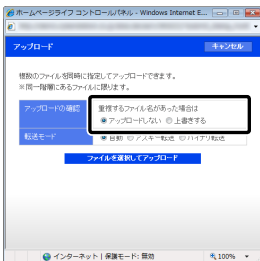 ホームページライフ コントロールパネル - Windows Internet E...
アップロード
キャンセル
複数のファイルを同時に指定してアップロードできます。
※同一階層にあるファイルに限ります。
アップロードの確認
重複するファイル名があった場合は
アップロードしない 上書きする
転送モード
自動 アスキー転送 バイナリ転送
ファイルを選択してアップロード
インターネット | 保護モード: 無効
100%